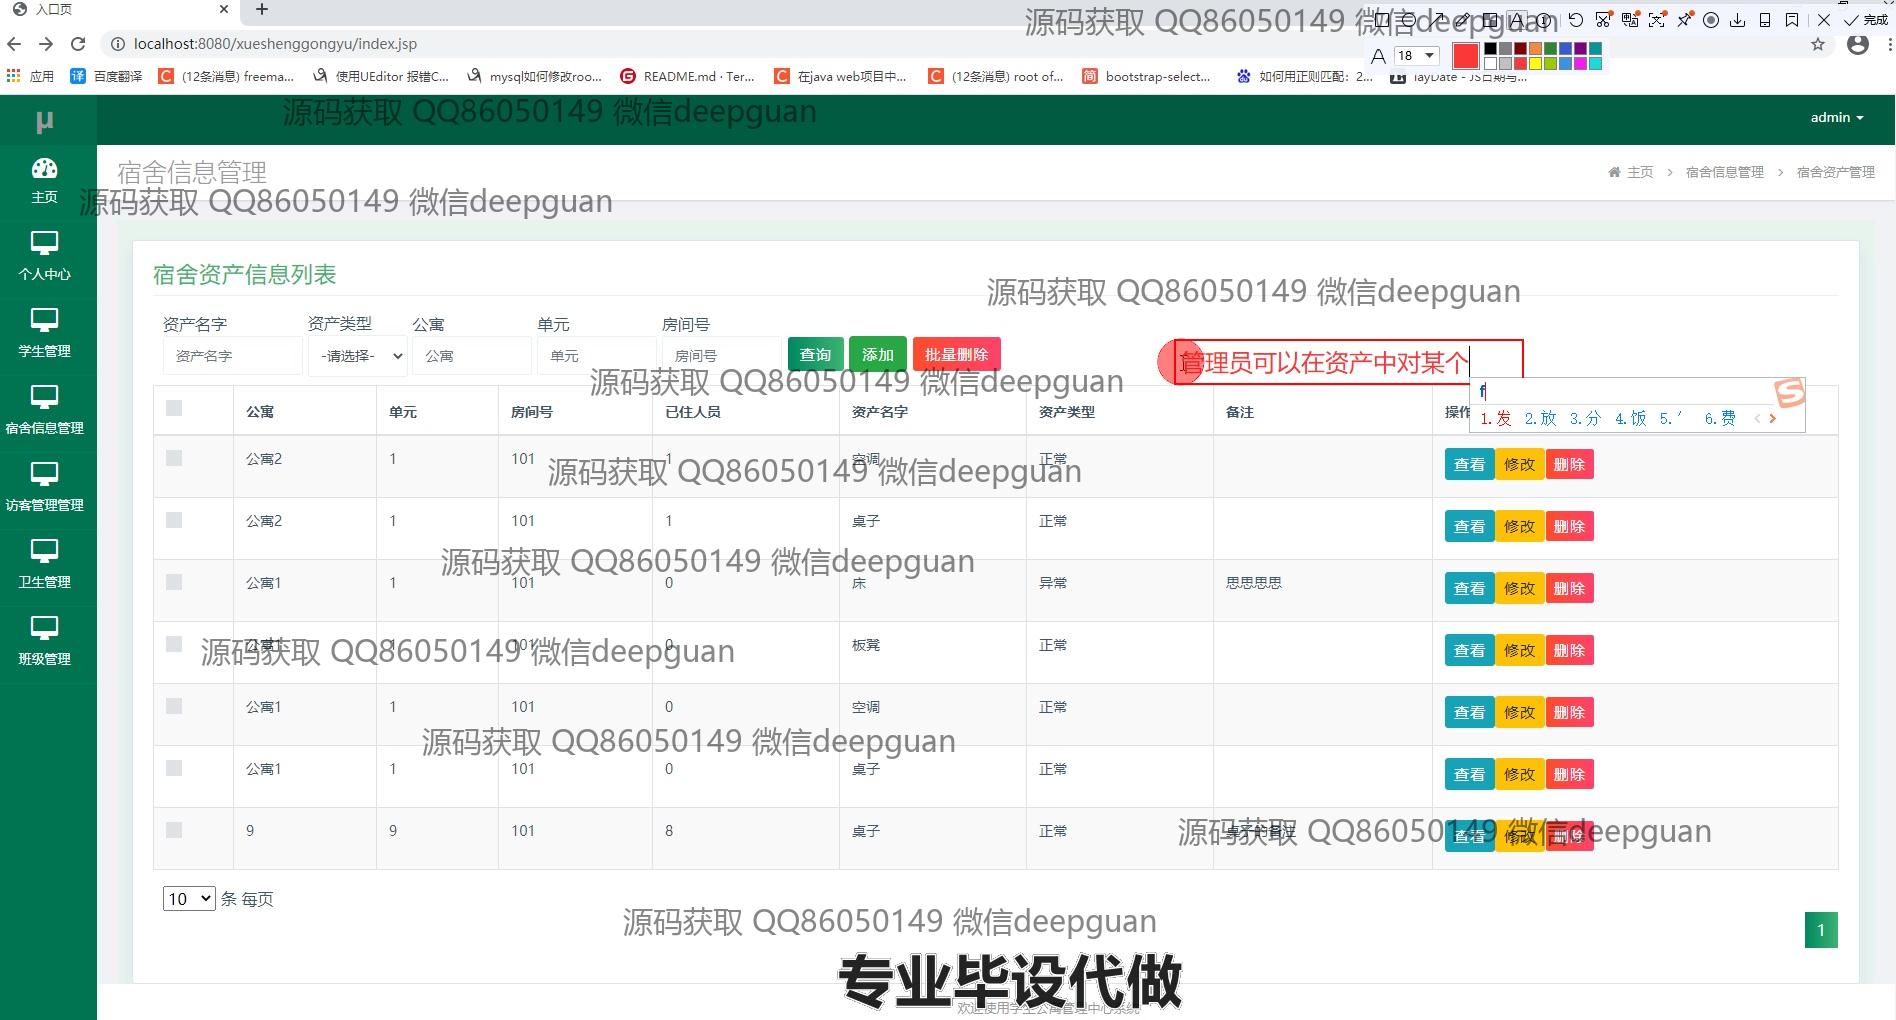 入口页
源码获取 QQ86050149 微信deepguan
完成
localhost:8080/xueshenggongyu/index.jsp
A 18
应用 百度翻译 (12条消息) freema... 使用UEditor 报错C... mysql如何修改roo... README.md · Ter... 在java web项目中... (12条消息) root of... bootstrap-select... 如何用正则匹配：2... layDate - JS日期与...
μ
源码获取 QQ86050149 微信deepguan
admin
主页
个人中心
学生管理
宿舍信息管理
访客管理管理
卫生管理
班级管理
宿舍信息管理
主页 > 宿舍信息管理 > 宿舍资产管理
源码获取 QQ86050149 微信deepguan
宿舍资产信息列表
源码获取 QQ86050149 微信deepguan
资产名字 资产类型 公寓 单元 房间号
资产名字 -请选择- 公寓 单元 房间号 查询 添加 批量删除
管理员可以在资产中对某个
f
1.发 2.放 3.分 4.饭 5.′ 6.费
源码获取 QQ86050149 微信deepguan
公寓 单元 房间号 已住人员 资产名字 资产类型 备注 操作
公寓2 1 101 1 空调 正常 查看 修改 删除
源码获取 QQ86050149 微信deepguan
公寓2 1 101 1 桌子 正常 查看 修改 删除
源码获取 QQ86050149 微信deepguan
公寓1 1 101 0 床 异常 思思思思 查看 修改 删除
公寓1 1 101 0 板凳 正常 查看 修改 删除
源码获取 QQ86050149 微信deepguan
公寓1 1 101 0 空调 正常 查看 修改 删除
源码获取 QQ86050149 微信deepguan
公寓1 1 101 0 桌子 正常 查看 修改 删除
9 9 101 8 桌子 正常 桌子的备注 查看 修改 删除
源码获取 QQ86050149 微信deepguan
10 条 每页
源码获取 QQ86050149 微信deepguan
1
专业毕设代做
欢迎使用学生公寓管理中心系统